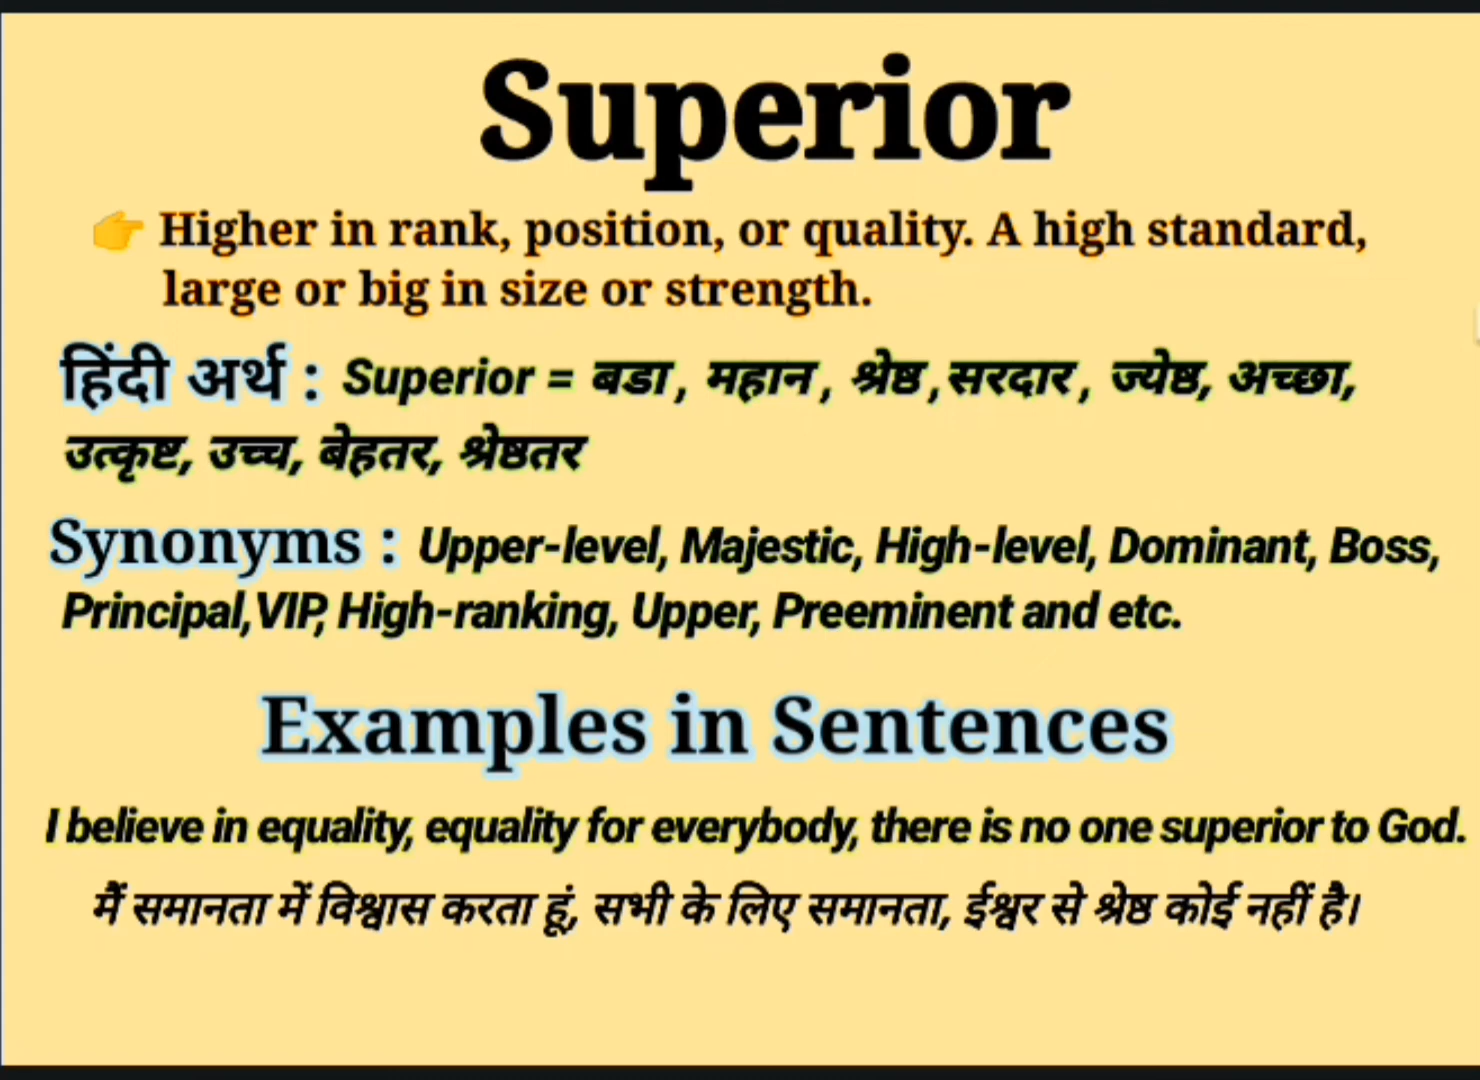 Superior
👉 Higher in rank, position, or quality. A high standard,
large or big in size or strength.
हिंदी अर्थ : Superior = बडा, महान, श्रेष्ठ,सरदार, ज्येष्ठ, अच्छा,
उत्कृष्ट, उच्च, बेहतर, श्रेष्ठतर
Synonyms : Upper-level, Majestic, High-level, Dominant, Boss,
Principal,VIP, High-ranking, Upper, Preeminent and etc.
Examples in Sentences
I believe in equality, equality for everybody, there is no one superior to God.
मैं समानता में विश्वास करता हूं, सभी के लिए समानता, ईश्वर से श्रेष्ठ कोई नहीं है।